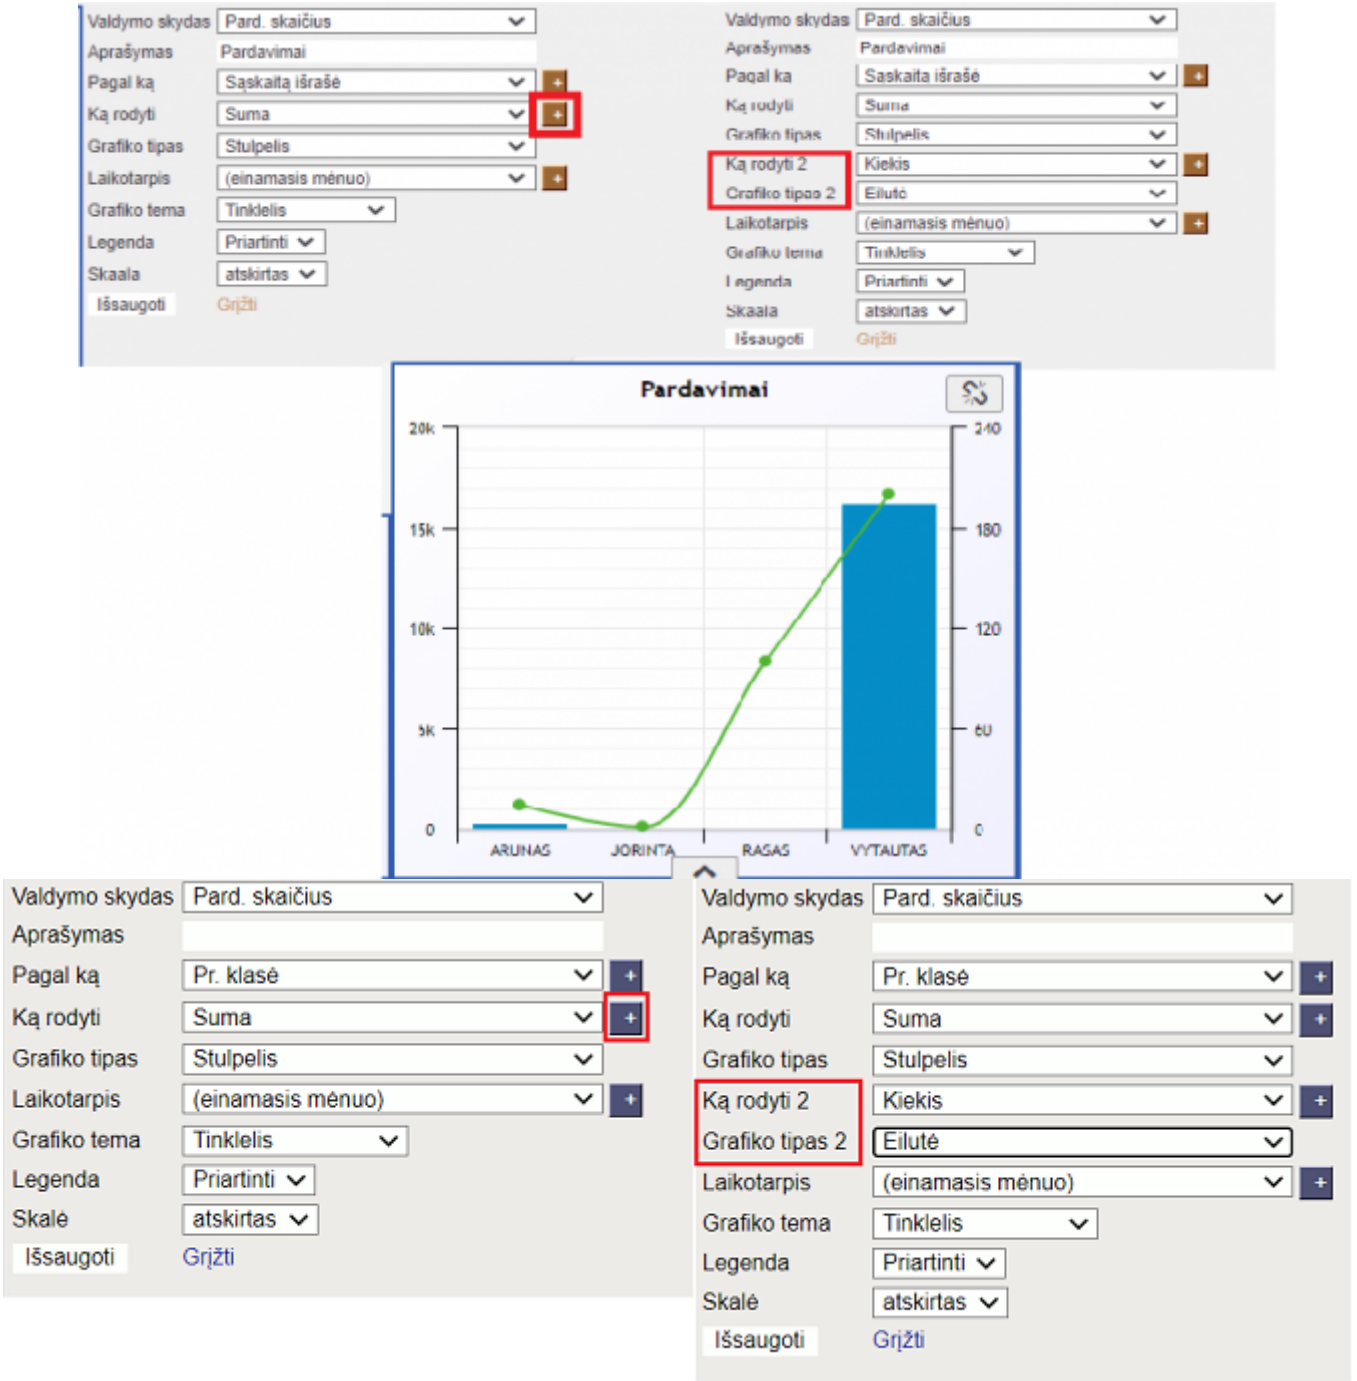 Valdymo skydas Pard. skaičius
Aprašymas Pardavimai
Pagal ką Sąskaitą išrašė +
Ką rodyti Suma +
Grafiko tipas Stulpelis
Laikotarpis (einamasis mėnuo) +
Grafiko tema Tinklelis
Legenda Priartinti
Skaala atskirtas
Išsaugoti Grįžti
Valdymo skydas Pard. skaičius
Aprašymas Pardavimai
Pagal ką Sąskaitą išrašė +
Ką rodyti Suma
Grafiko tipas Stulpelis
Ką rodyti 2 Kiekis +
Grafiko tipas 2 Eilutė
Laikotarpis (einamasis mėnuo) +
Grafiko tema Tinklelis
Legenda Priartinti
Skaala atskirtas
Išsaugoti Grįžti
Pardavimai
20k 240
15k 180
10k 120
5k 60
0 0
ARUNAS JORINTA RASAS VYTAUTAS
Valdymo skydas Pard. skaičius
Aprašymas
Pagal ką Pr. klasė +
Ką rodyti Suma +
Grafiko tipas Stulpelis
Laikotarpis (einamasis mėnuo) +
Grafiko tema Tinklelis
Legenda Priartinti
Skalė atskirtas
Išsaugoti Grįžti
Valdymo skydas Pard. skaičius
Aprašymas
Pagal ką Pr. klasė +
Ką rodyti Suma +
Grafiko tipas Stulpelis
Ką rodyti 2 Kiekis +
Grafiko tipas 2 Eilutė
Laikotarpis (einamasis mėnuo) +
Grafiko tema Tinklelis
Legenda Priartinti
Skalė atskirtas
Išsaugoti Grįžti